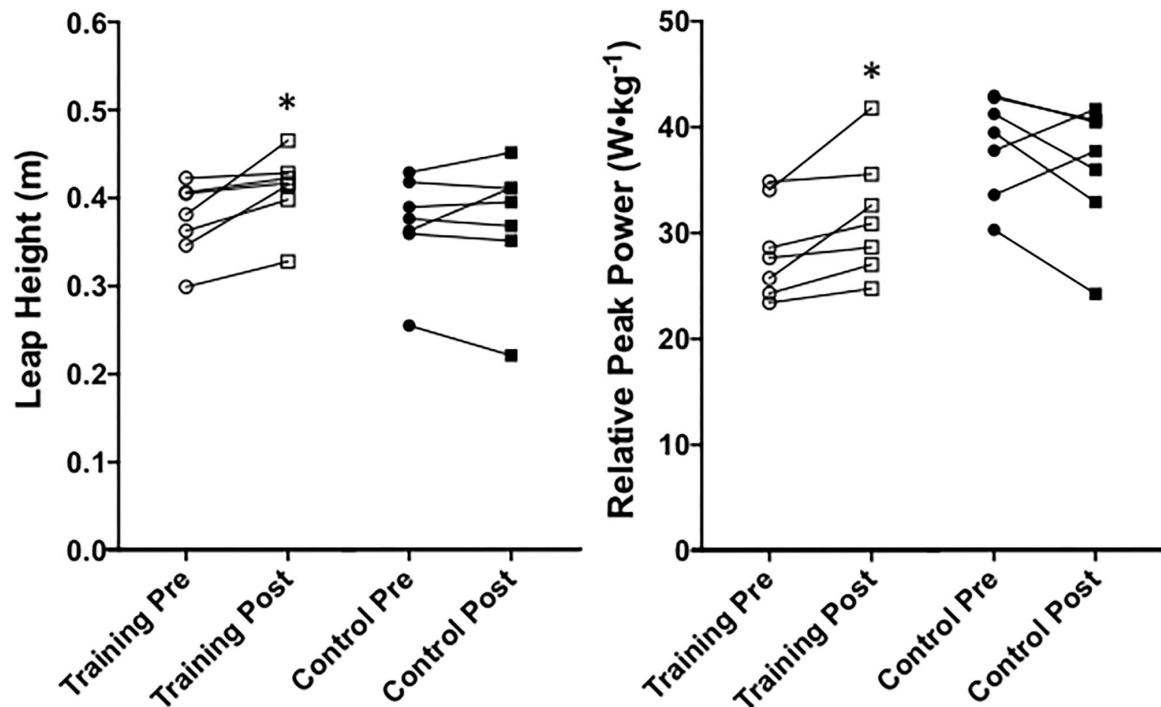 Leap Height (m)
0.6
0.5
0.4
0.3
0.2
0.1
0.0
*
Training Pre
Training Post
Control Pre
Control Post
Relative Peak Power (W•kg⁻¹)
50
40
30
20
10
0
*
Training Pre
Training Post
Control Pre
Control Post